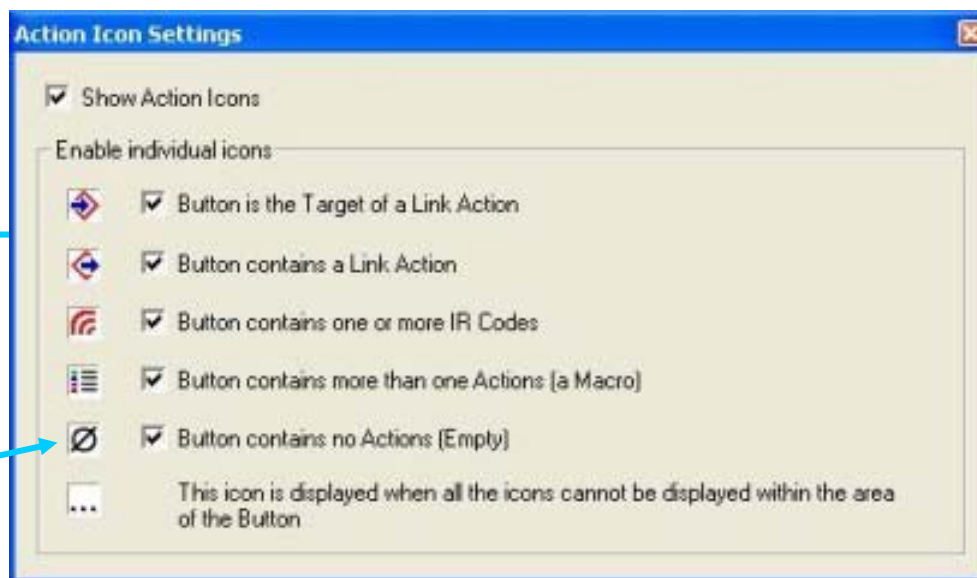 Action Icon Settings
Show Action Icons
Enable individual icons
Button is the Target of a Link Action
Button contains a Link Action
Button contains one or more IR Codes
Button contains more than one Actions (a Macro)
Button contains no Actions (Empty)
This icon is displayed when all the icons cannot be displayed within the area
of the Button